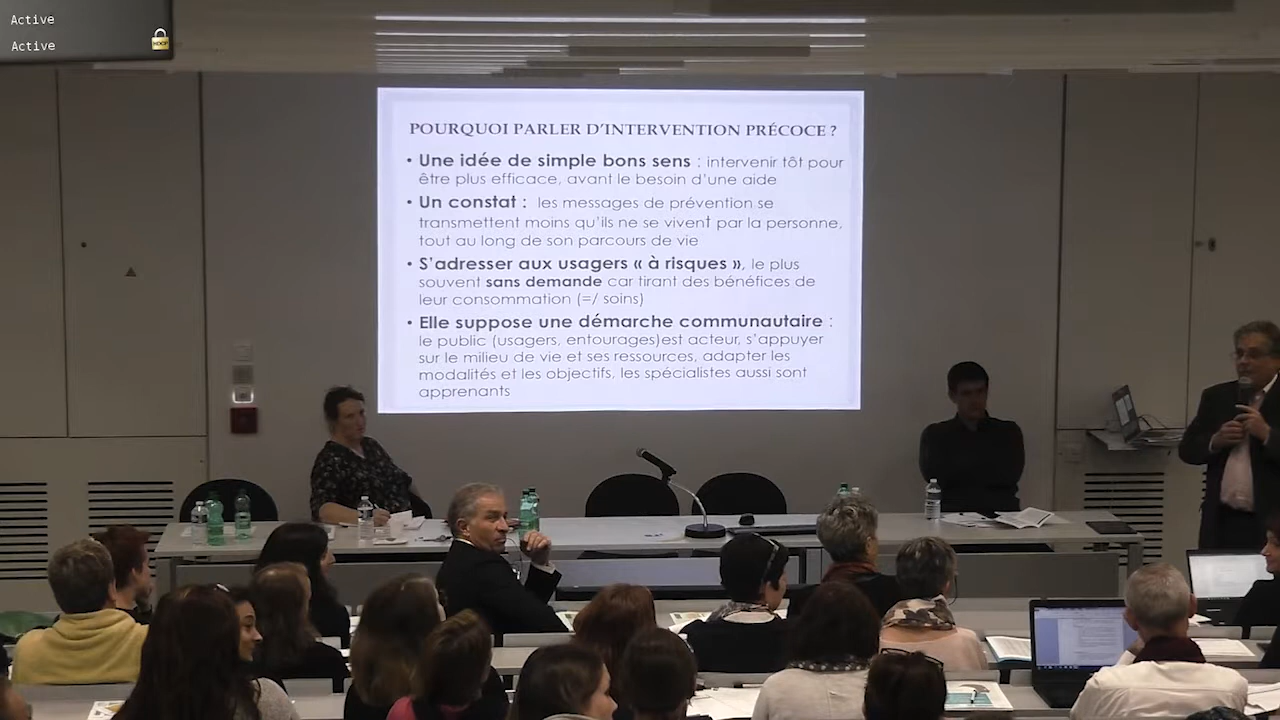 Active
Active
HDCP
POURQUOI PARLER D'INTERVENTION PRÉCOCE ?
• Une idée de simple bons sens : intervenir tôt pour
être plus efficace, avant le besoin d'une aide
• Un constat : les messages de prévention se
transmettent moins qu'ils ne se vivent par la personne,
tout au long de son parcours de vie
• S'adresser aux usagers « à risques », le plus
souvent sans demande car tirant des bénéfices de
leur consommation (=/ soins)
• Elle suppose une démarche communautaire :
le public (usagers, entourages)est acteur, s'appuyer
sur le milieu de vie et ses ressources, adapter les
modalités et les objectifs, les spécialistes aussi sont
apprenants